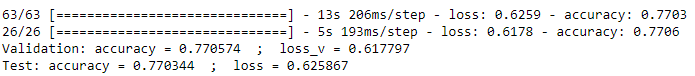 63/63 [==============================] - 13s 206ms/step - loss: 0.6259 - accuracy: 0.7703
26/26 [==============================] - 5s 193ms/step - loss: 0.6178 - accuracy: 0.7706
Validation: accuracy = 0.770574  ;  loss_v = 0.617797
Test: accuracy = 0.770344  ;  loss = 0.625867